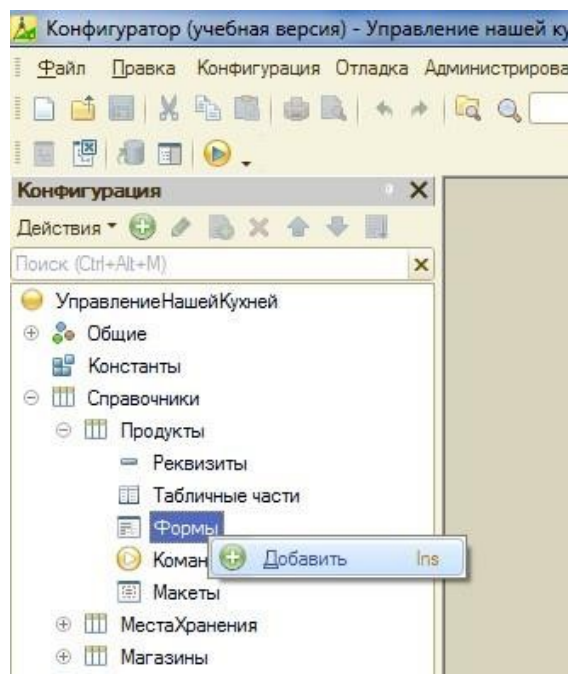 Конфигуратор (учебная версия) - Управление нашей ку
Файл Правка Конфигурация Отладка Администрирова
Конфигурация
Действия
Поиск (Ctrl+Alt+M)
УправлениеНашейКухней
Общие
Константы
Справочники
Продукты
Реквизиты
Табличные части
Формы
Коман
Добавить Ins
Макеты
МестаХранения
Магазины